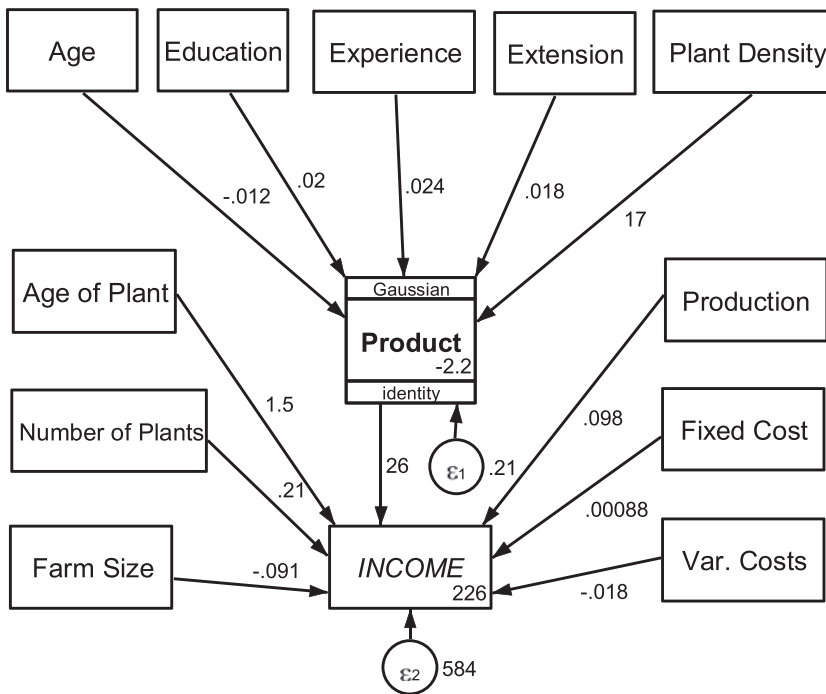 Age
Education
Experience
Extension
Plant Density
-.012
.02
.024
.018
17
Age of Plant
Gaussian
Product
-2.2
identity
Production
1.5
.098
Number of Plants
.21
26
ε1
.21
Fixed Cost
.00088
Farm Size
-.091
INCOME
226
-.018
Var. Costs
ε2
584